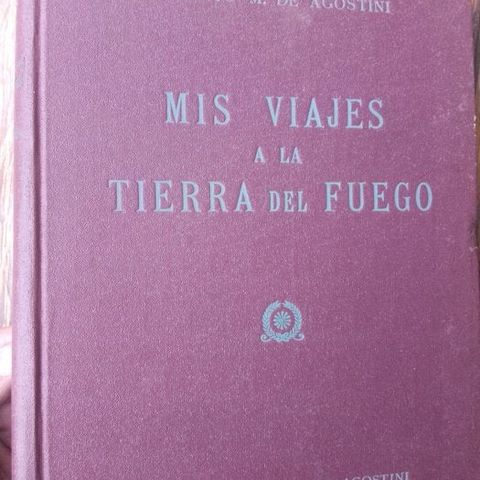 M. DE AGOSTINI
MIS VIAJES
A LA
TIERRA DEL FUEGO
AGOSTINI